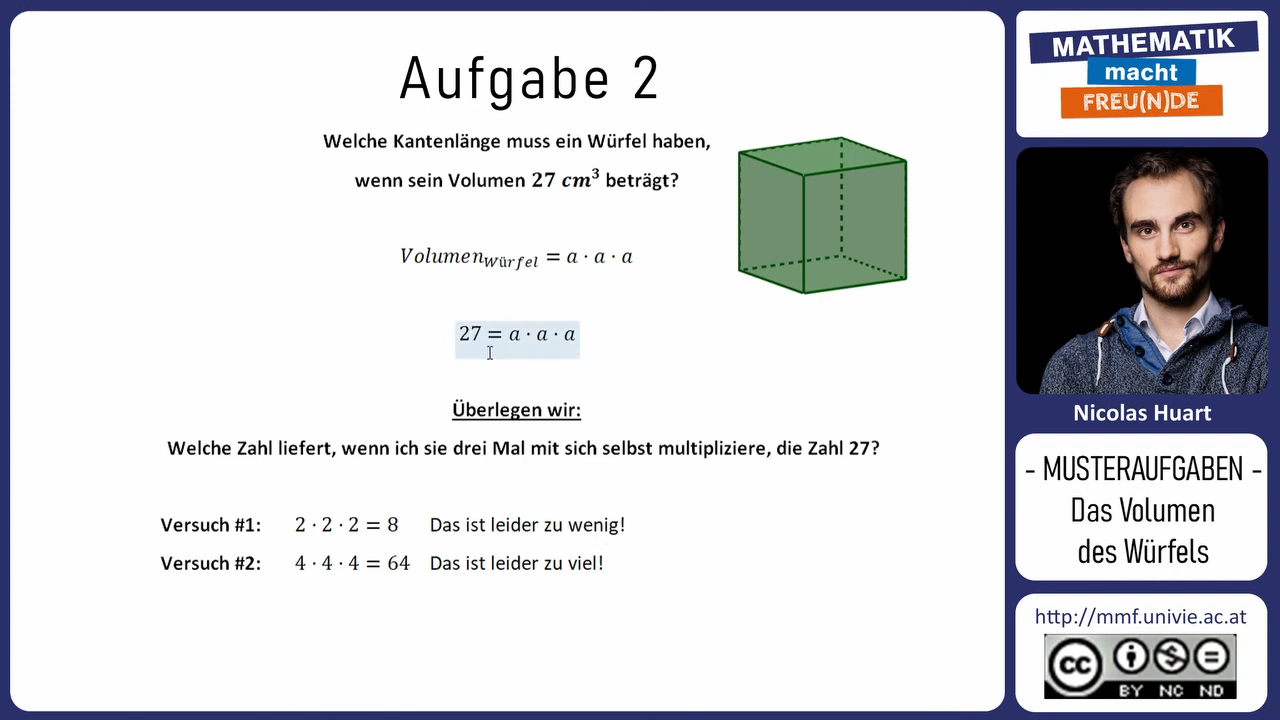 Aufgabe 2
Welche Kantenlänge muss ein Würfel haben,
wenn sein Volumen 27 cm³ beträgt?
Volumen_Würfel = a · a · a
27 = a · a · a
Überlegen wir:
Welche Zahl liefert, wenn ich sie drei Mal mit sich selbst multipliziere, die Zahl 27?
Versuch #1: 2 · 2 · 2 = 8 Das ist leider zu wenig!
Versuch #2: 4 · 4 · 4 = 64 Das ist leider zu viel!
MATHEMATIK
macht
FREU(N)DE
Nicolas Huart
- MUSTERAUFGABEN -
Das Volumen
des Würfels
http://mmf.univie.ac.at
cc
BY NC ND